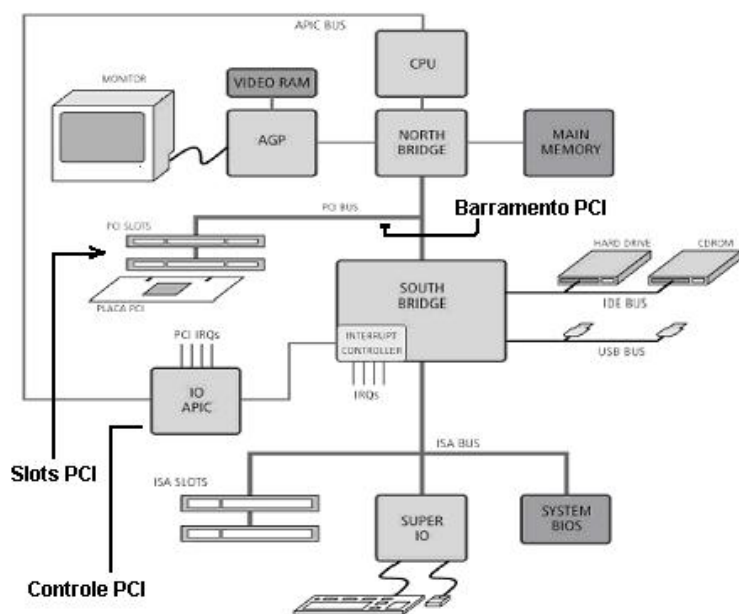 APIC BUS
CPU
MONITOR
VIDEO RAM
AGP
NORTH
BRIDGE
MAIN
MEMORY
PCI BUS
Barramento PCI
PCI SLOTS
HARD DRIVE
CDROM
PLACA PCI
SOUTH
BRIDGE
IDE BUS
INTERRUPT
CONTROLLER
USB BUS
PCI IRQs
IO
APIC
IRQs
ISA BUS
Slots PCI
ISA SLOTS
SUPER
IO
SYSTEM
BIOS
Controle PCI